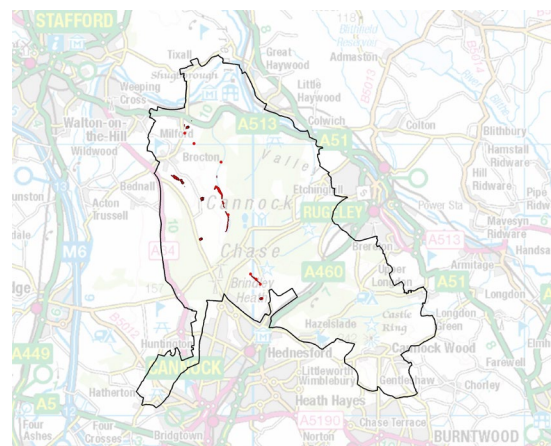 STAFFORD
Tixall
Great
Haywood
Admaston
Weeping
Cross
Shugborough
Little
Haywood
Walton-on-
the-Hill
A513
Colwich
A51
Colton
Blithbury
Wildwood
Milford
Hamstall
Ridware
Brocton
Valley
Hill
Ridware
Bednall
Etchinghill
Acton
Trussell
Cannock
RUGELEY
Power Sta
Mavesyn
Ridware
A513
M6
A34
Chase
Brereton
Handsa
A460
Armitage
Longdon
A51
Brindley
Heath
Upper
Longdon
Longdon
Green
Huntington
Hazelslade
Castle
Ring
A449
CANNOCK
Hednesford
Cannock Wood
Farewell
Hatherton
Littleworth
Wimblebury
Gentleshaw
Chorley
A5
Heath Hayes
Four
Ashes
Four
Crosses
Bridgtown
A5190
Norton
Chase Terrace
BURNTWOOD